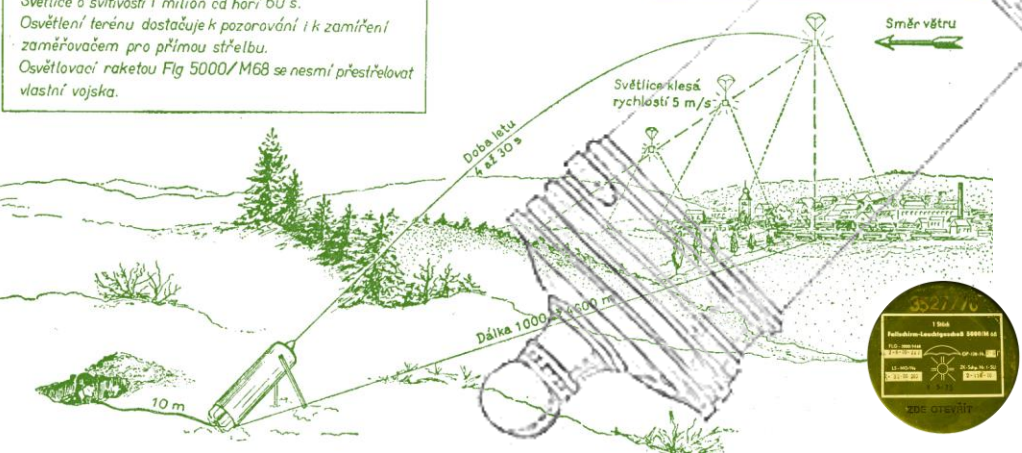 Světlice o svítivosti 1 milion cd hoří 60 s.
Osvětlení terénu dostačuje k pozorování i k zamíření
zaměřovačem pro přímou střelbu.
Osvětlovací raketou Flg 5000/M68 se nesmí přestřelovat
vlastní vojska.
Směr větru
Světlice klesá
rychlostí 5 m/s
Doba letu
4 až 30 s
Dálka 1000 m
10 m
Fallschirm-Leuchtgeschoß 5000/M 68
ZDE OTEVŘÍT